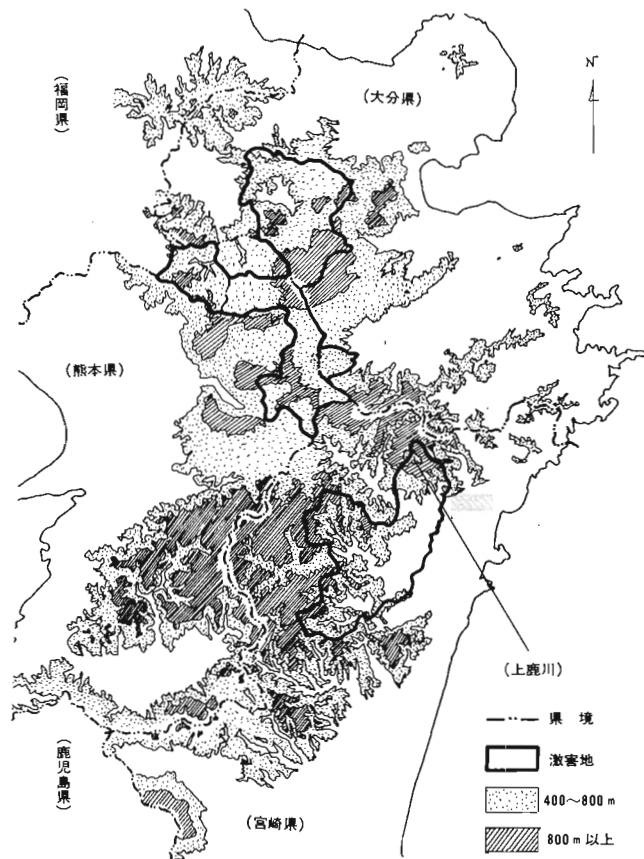 （福岡県）
（大分県）
N
（熊本県）
（上鹿川）
（鹿児島県）
（宮崎県）
県 境
激害地
400～800 m
800 m 以上